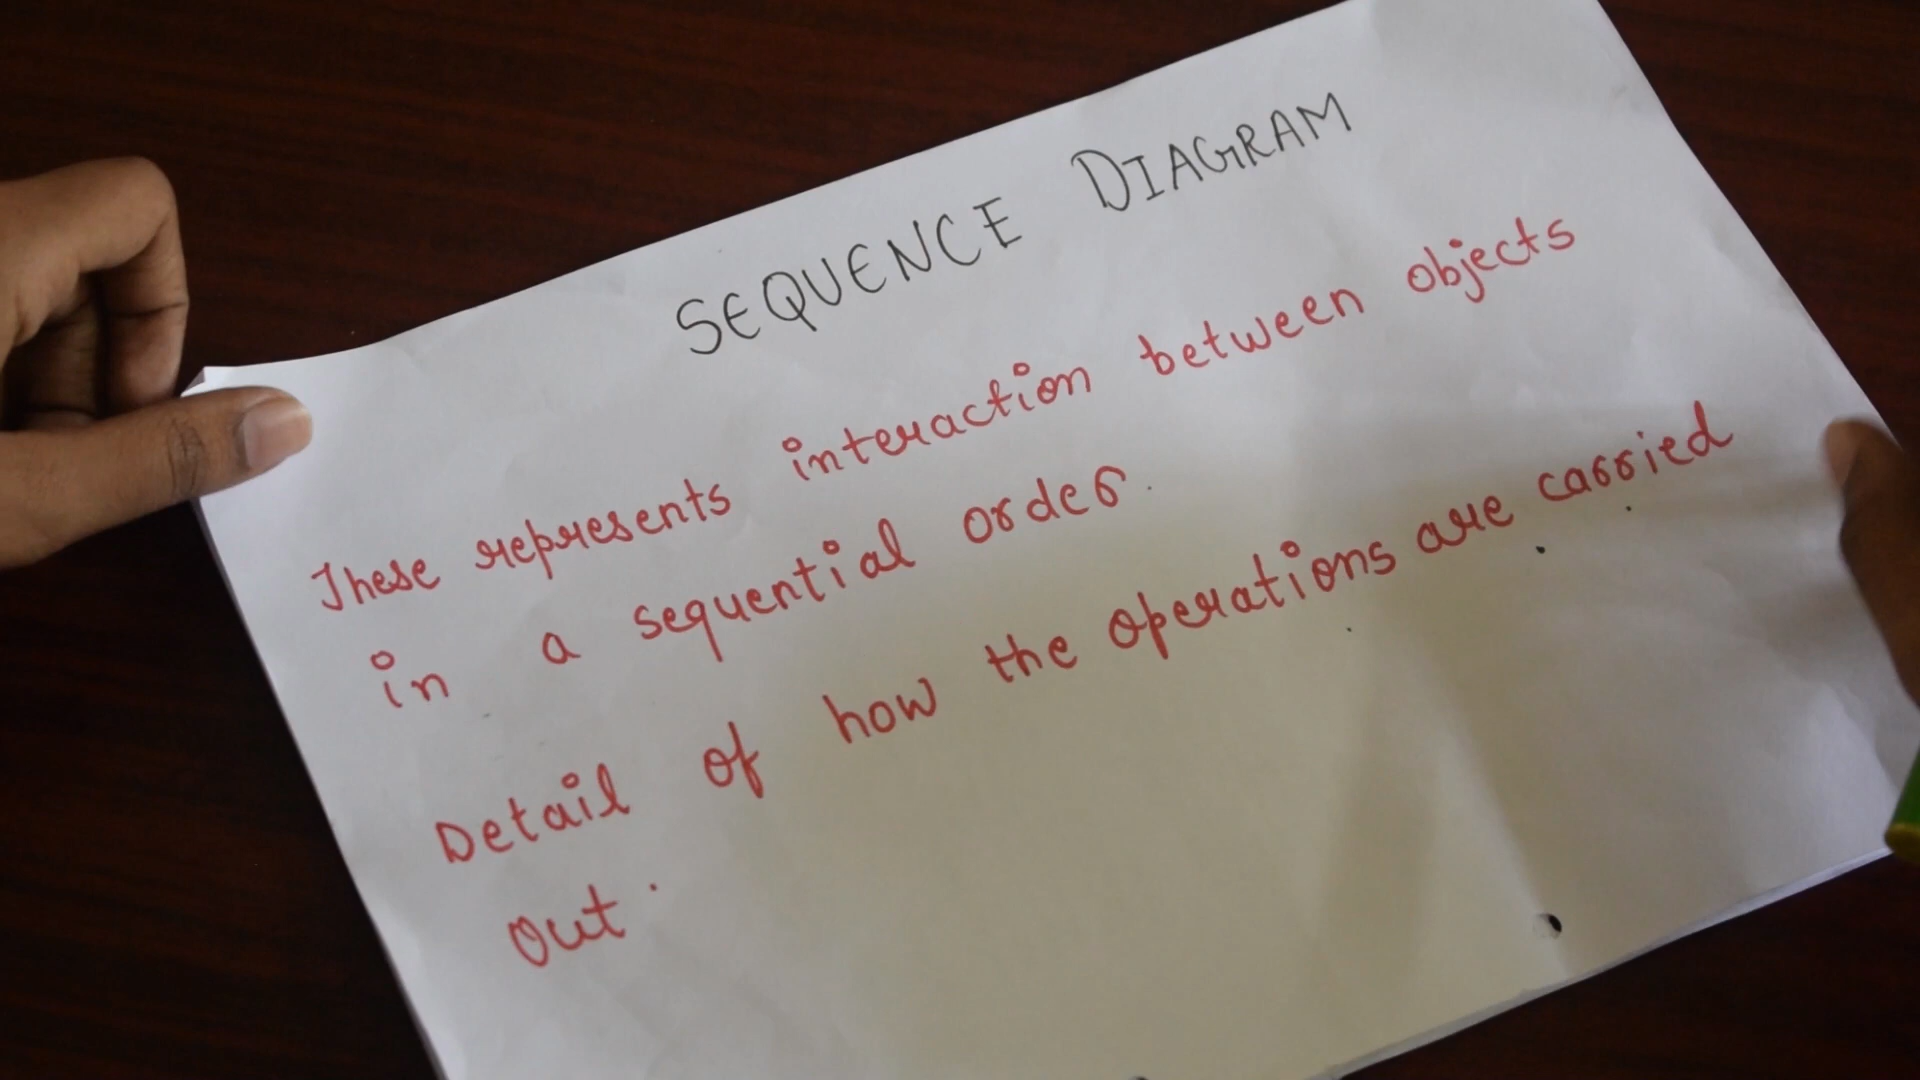 SEQUENCE DIAGRAM
These represents interaction between objects
in a sequential order.
Detail of how the operations are carried
out.